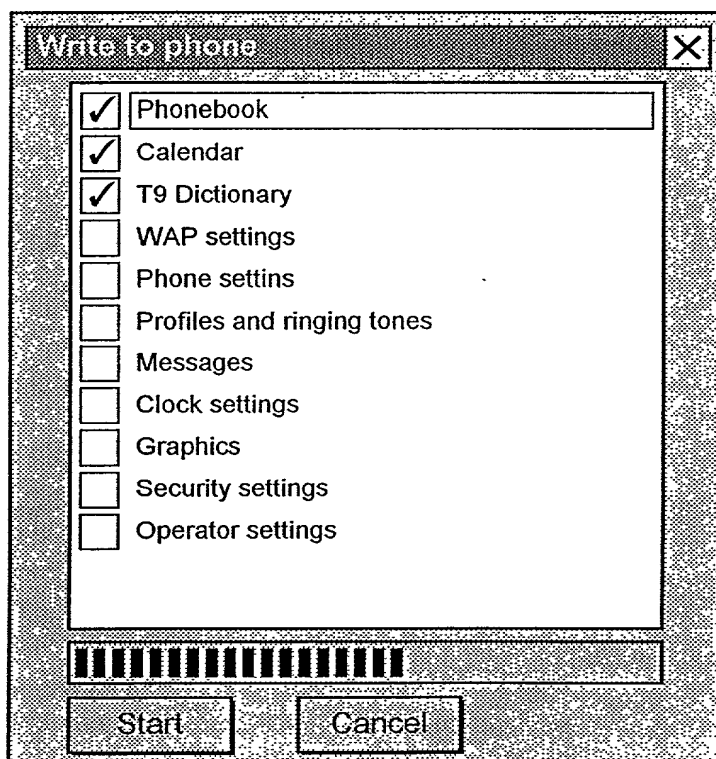 Write to phone
Phonebook
Calendar
T9 Dictionary
WAP settings
Phone settins
Profiles and ringing tones
Messages
Clock settings
Graphics
Security settings
Operator settings
Start Cancel